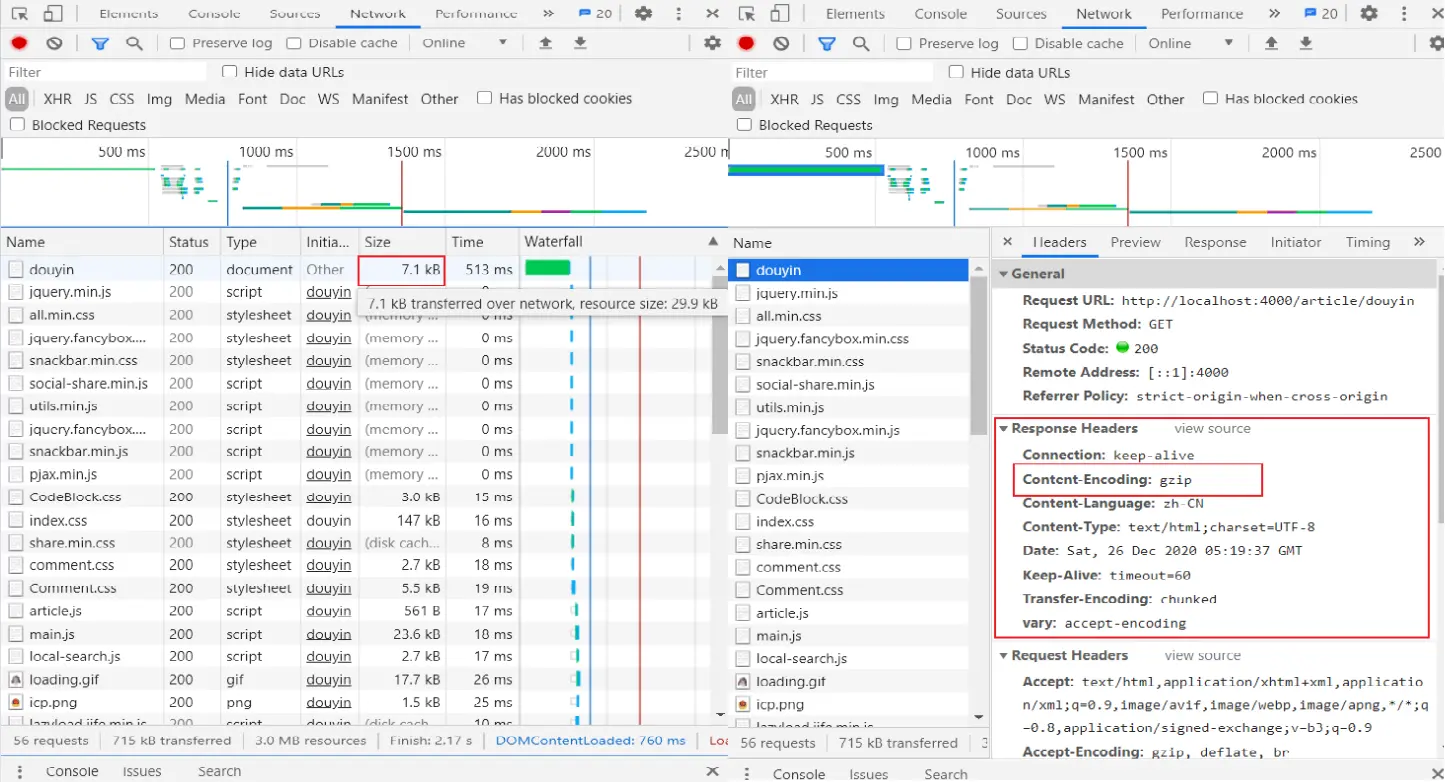 Elements Console Sources Network Performance » 20
Preserve log Disable cache Online
Filter Hide data URLs
All XHR JS CSS Img Media Font Doc WS Manifest Other Has blocked cookies
Blocked Requests
500 ms 1000 ms 1500 ms 2000 ms 2500 m
Name Status Type Initia... Size Time Waterfall
douyin 200 document Other 7.1 kB 513 ms
jquery.min.js 200 script douyin
7.1 kB transferred over network, resource size: 29.9 kB
all.min.css 200 stylesheet douyin (memory ... 0 ms
jquery.fancybox.... 200 stylesheet douyin (memory ... 0 ms
snackbar.min.css 200 stylesheet douyin (memory ... 0 ms
social-share.min.js 200 script douyin (memory ... 0 ms
utils.min.js 200 script douyin (memory ... 0 ms
jquery.fancybox.... 200 script douyin (memory ... 0 ms
snackbar.min.js 200 script douyin (memory ... 0 ms
pjax.min.js 200 script douyin (memory ... 0 ms
CodeBlock.css 200 stylesheet douyin 3.0 kB 15 ms
index.css 200 stylesheet douyin 147 kB 16 ms
share.min.css 200 stylesheet douyin (disk cach... 8 ms
comment.css 200 stylesheet douyin 2.7 kB 18 ms
Comment.css 200 stylesheet douyin 5.5 kB 19 ms
article.js 200 script douyin 561 B 17 ms
main.js 200 script douyin 23.6 kB 18 ms
local-search.js 200 script douyin 2.7 kB 17 ms
loading.gif 200 gif douyin 17.7 kB 26 ms
icp.png 200 png douyin 1.5 kB 25 ms
lazyload.iife.min.js 200 script douyin (disk cach... 10 ms
56 requests 715 kB transferred 3.0 MB resources Finish: 2.17 s DOMContentLoaded: 760 ms Loa
Console Issues Search
Elements Console Sources Network Performance » 20
Preserve log Disable cache Online
Filter Hide data URLs
All XHR JS CSS Img Media Font Doc WS Manifest Other Has blocked cookies
Blocked Requests
500 ms 1000 ms 1500 ms 2000 ms 2500
Name
douyin
jquery.min.js
all.min.css
jquery.fancybox.min.css
snackbar.min.css
social-share.min.js
utils.min.js
jquery.fancybox.min.js
snackbar.min.js
pjax.min.js
CodeBlock.css
index.css
share.min.css
comment.css
Comment.css
article.js
main.js
local-search.js
loading.gif
icp.png
lazyload.iife.min.js
56 requests 715 kB transferred 3
Headers Preview Response Initiator Timing »
General
Request URL: http://localhost:4000/article/douyin
Request Method: GET
Status Code: 200
Remote Address: [::1]:4000
Referrer Policy: strict-origin-when-cross-origin
Response Headers view source
Connection: keep-alive
Content-Encoding: gzip
Content-Language: zh-CN
Content-Type: text/html;charset=UTF-8
Date: Sat, 26 Dec 2020 05:19:37 GMT
Keep-Alive: timeout=60
Transfer-Encoding: chunked
vary: accept-encoding
Request Headers view source
Accept: text/html,application/xhtml+xml,applicatio
n/xml;q=0.9,image/avif,image/webp,image/apng,*/*;q
=0.8,application/signed-exchange;v=b3;q=0.9
Accept-Encoding: gzip, deflate, br
Console Issues Search